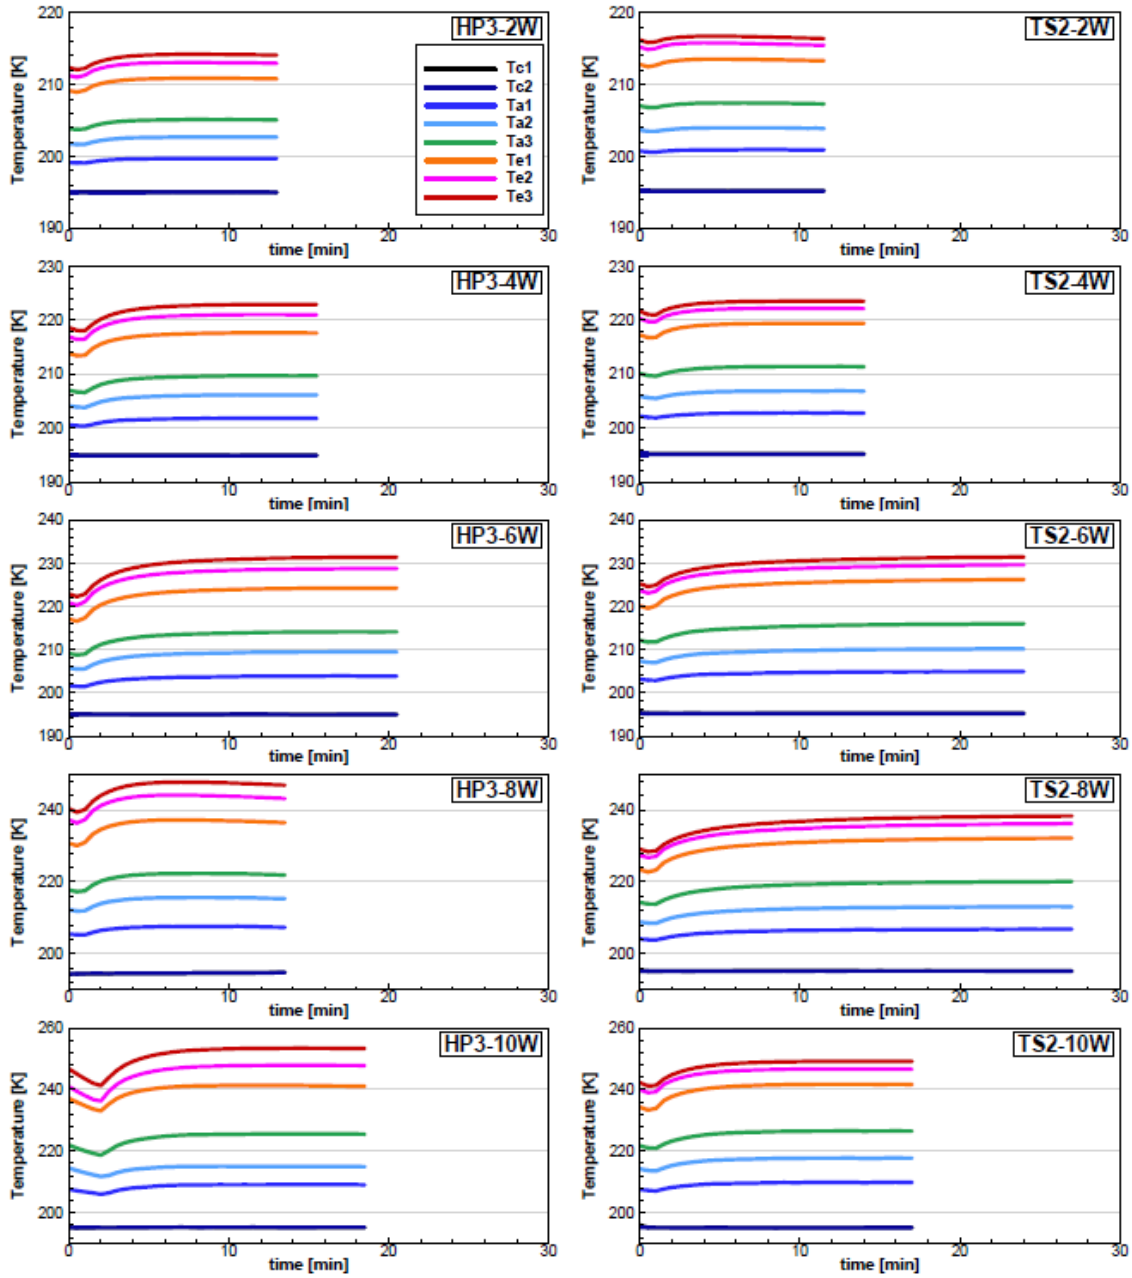 HP3-2W
220
210
200
190
Temperature [K]
0 10 20 30
time [min]
Tc1
Tc2
Ta1
Ta2
Ta3
Te1
Te2
Te3
TS2-2W
220
210
200
190
Temperature [K]
0 10 20 30
time [min]
HP3-4W
230
220
210
200
190
Temperature [K]
0 10 20 30
time [min]
TS2-4W
230
220
210
200
190
Temperature [K]
0 10 20 30
time [min]
HP3-6W
240
230
220
210
200
190
Temperature [K]
0 10 20 30
time [min]
TS2-6W
240
230
220
210
200
190
Temperature [K]
0 10 20 30
time [min]
HP3-8W
240
220
200
Temperature [K]
0 10 20 30
time [min]
TS2-8W
240
220
200
Temperature [K]
0 10 20 30
time [min]
HP3-10W
260
240
220
200
Temperature [K]
0 10 20 30
time [min]
TS2-10W
260
240
220
200
Temperature [K]
0 10 20 30
time [min]